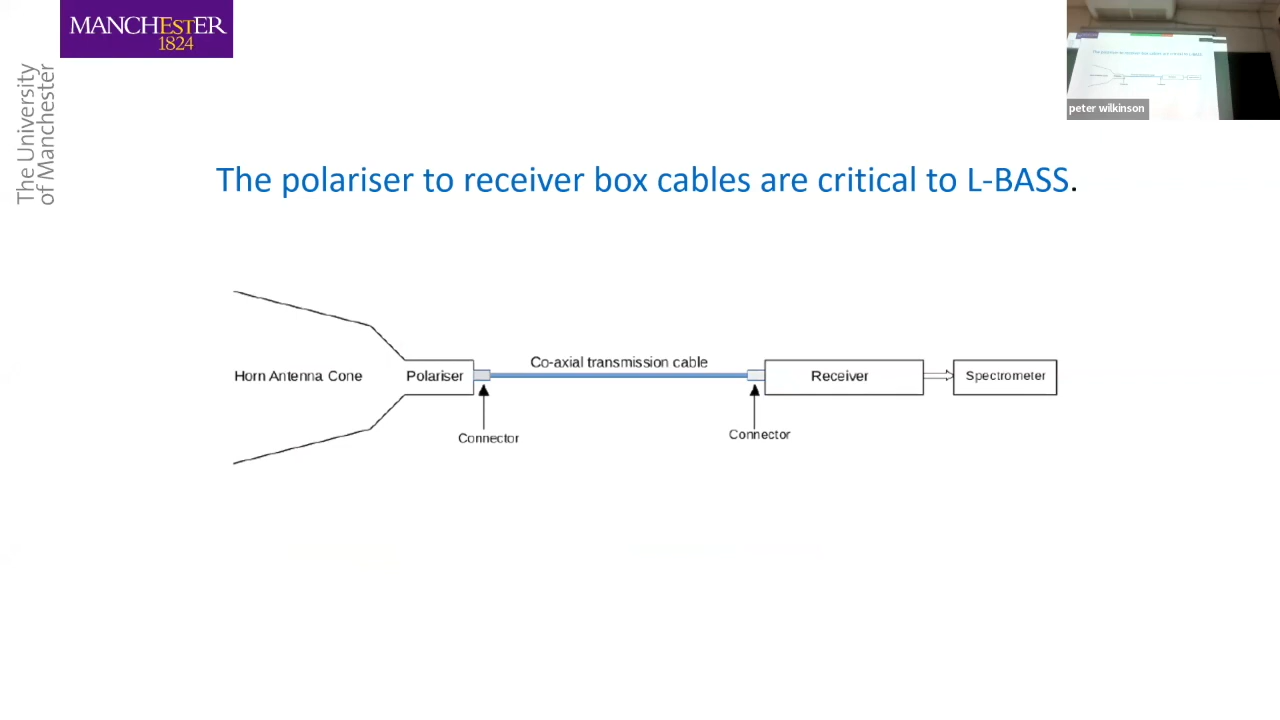 MANCHESTER
1824
The University
of Manchester
peter wilkinson
The polariser to receiver box cables are critical to L-BASS.
Co-axial transmission cable
Horn Antenna Cone
Polariser
Receiver
Spectrometer
Connector
Connector